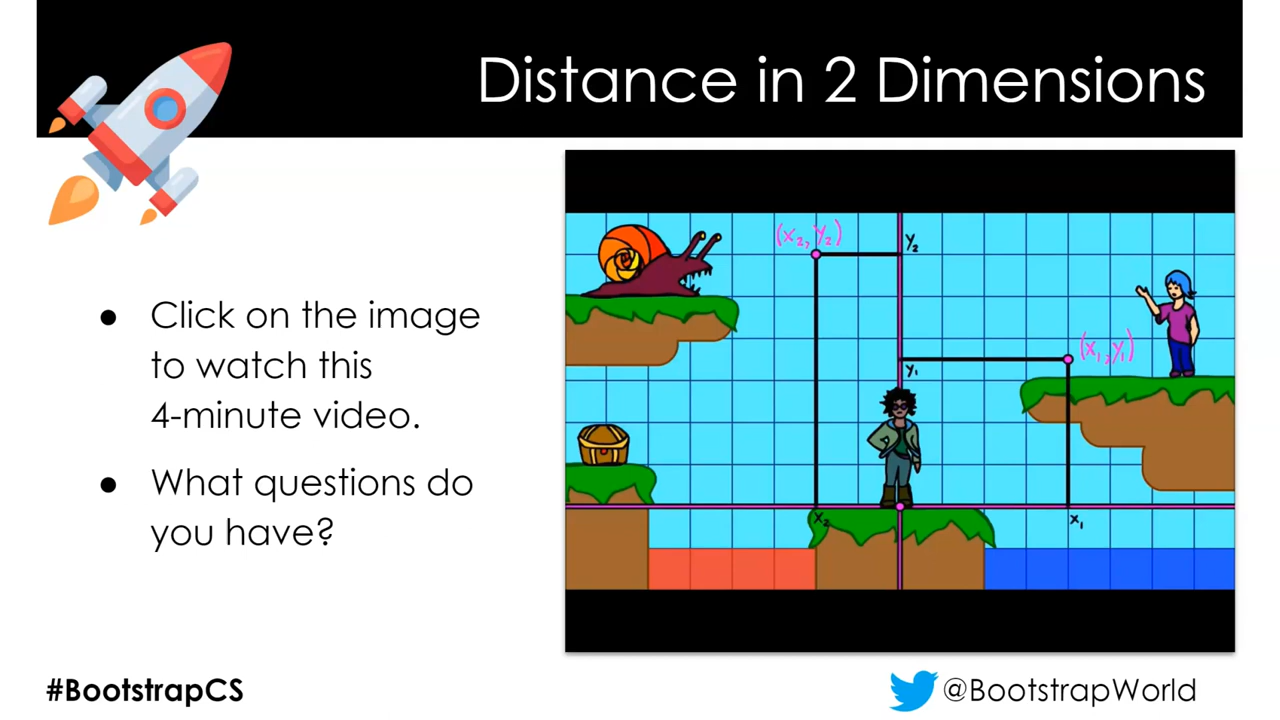 Distance in 2 Dimensions
● Click on the image
to watch this
4-minute video.
● What questions do
you have?
(x₂, y₂)
y₂
(x₁, y₁)
y₁
x₂
x₁
#BootstrapCS
@BootstrapWorld